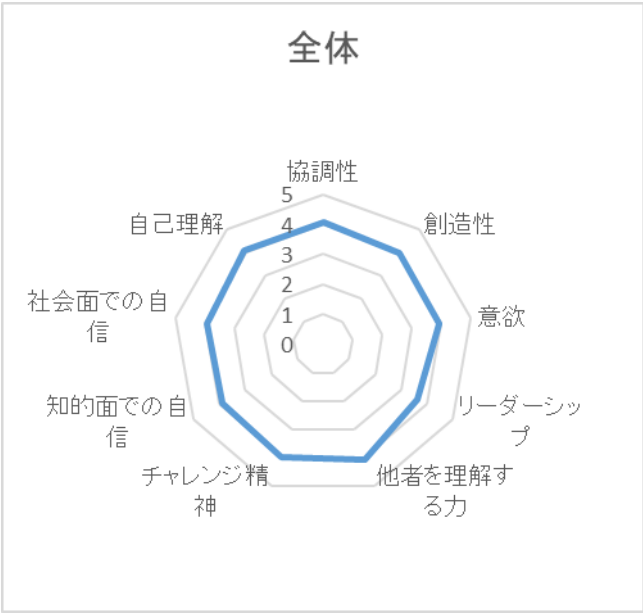 全体
協調性
創造性
意欲
リーダーシッ
プ
他者を理解す
る力
チャレンジ精
神
知的面での自
信
社会面での自
信
自己理解
5
4
3
2
1
0